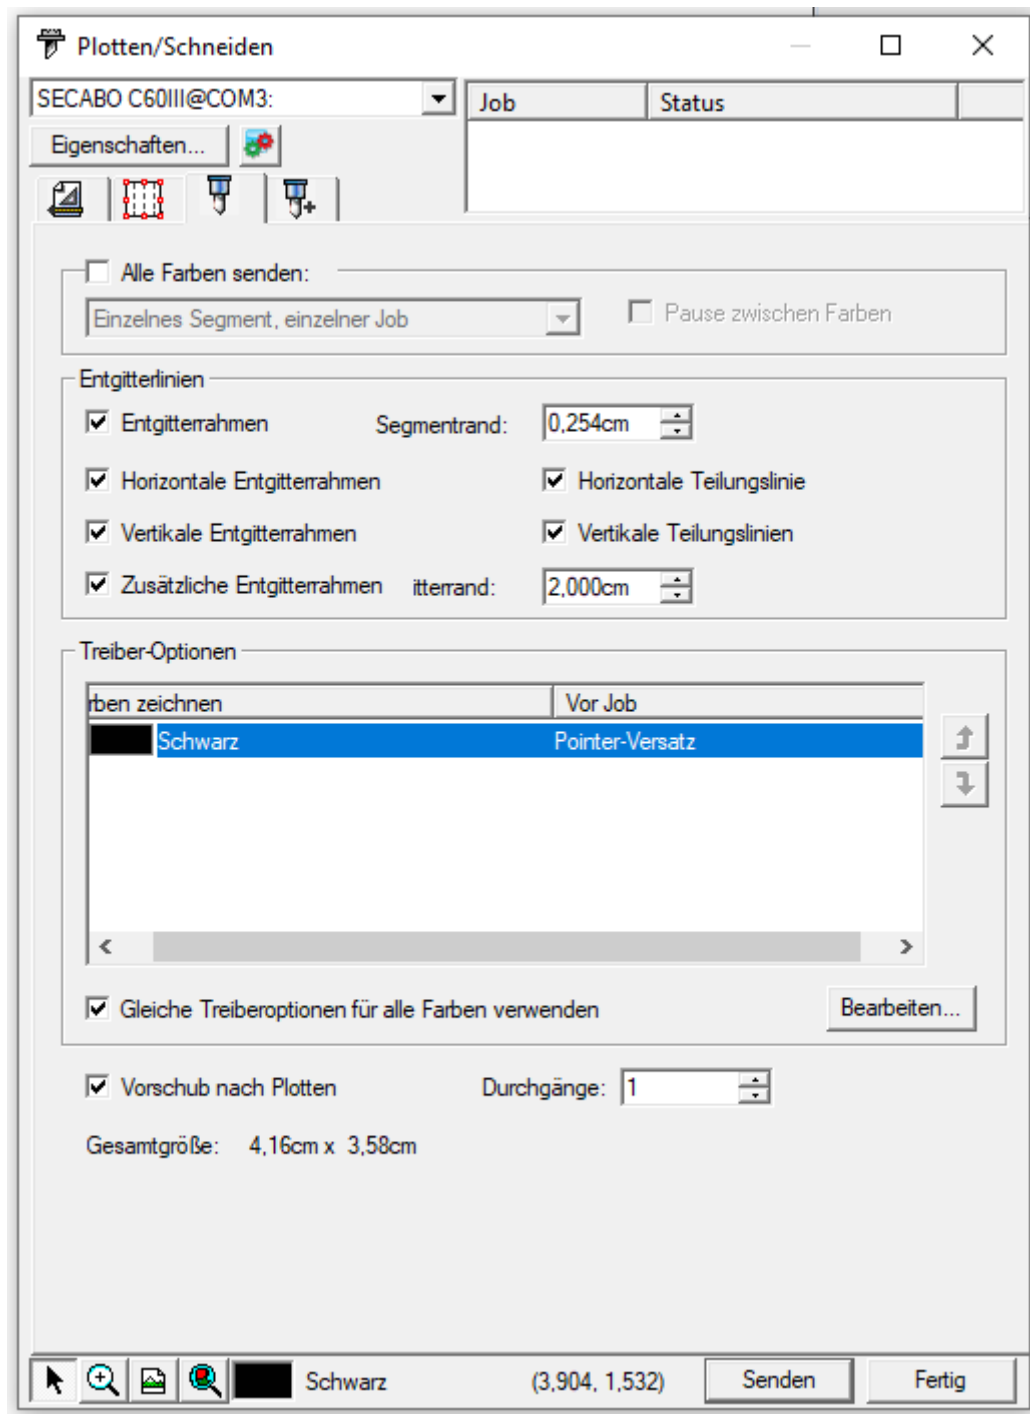 Plotten/Schneiden
SECABO C60III@COM3:
Job Status
Eigenschaften...
Alle Farben senden:
Einzelnes Segment, einzelner Job
Pause zwischen Farben
Entgitterlinien
Entgitterrahmen
Segmentrand: 0,254cm
Horizontale Entgitterrahmen
Horizontale Teilungslinie
Vertikale Entgitterrahmen
Vertikale Teilungslinien
Zusätzliche Entgitterrahmen
itterrand: 2,000cm
Treiber-Optionen
rben zeichnen Vor Job
Schwarz Pointer-Versatz
Gleiche Treiberoptionen für alle Farben verwenden
Bearbeiten...
Vorschub nach Plotten
Durchgänge: 1
Gesamtgröße: 4,16cm x 3,58cm
Schwarz (3,904, 1,532) Senden Fertig